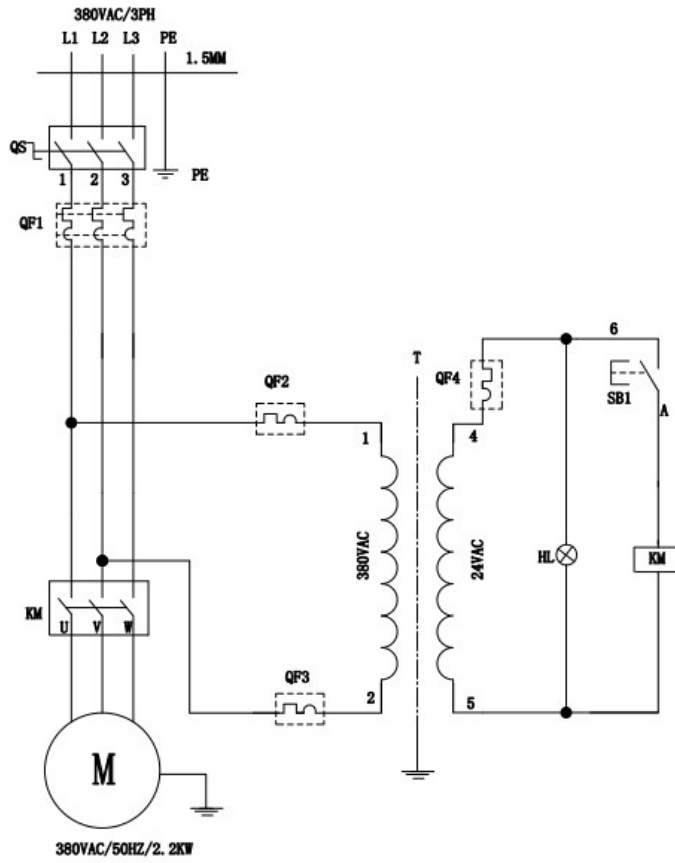 380VAC/3PH
L1 L2 L3 PE
1.5MM
QS
1 2 3 PE
QF1
6
T
QF2
QF4
SB1
A
1
4
380VAC
24VAC
HL
KM
KM
U V W
QF3
2
5
M
380VAC/50HZ/2.2KW